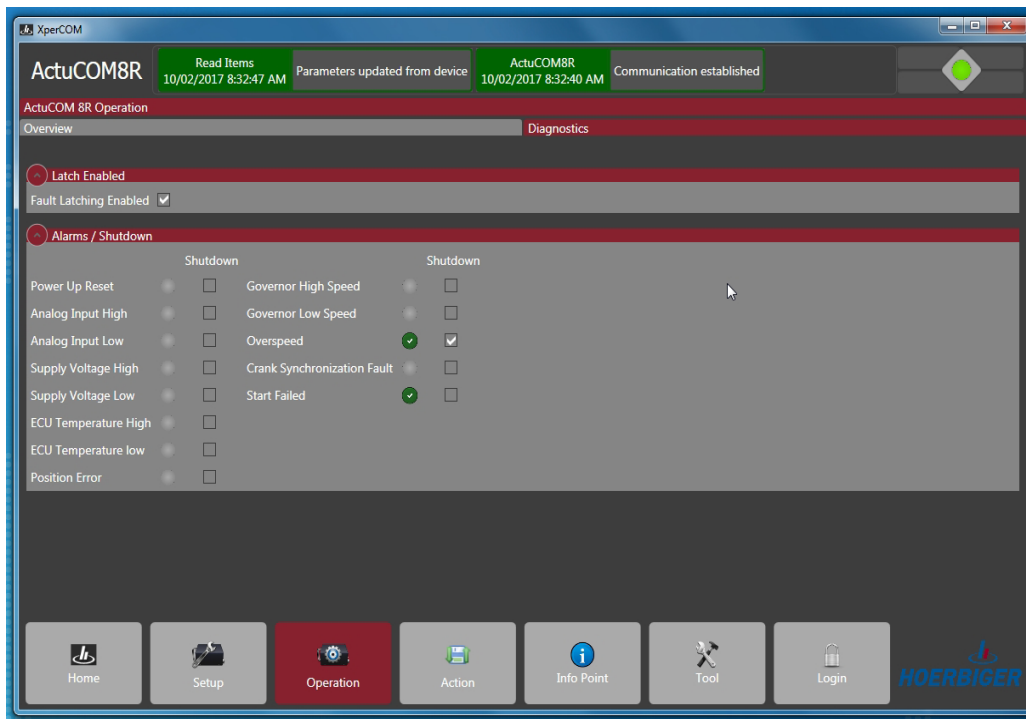 XperCOM
ActuCOM8R
Read Items
10/02/2017 8:32:47 AM
Parameters updated from device
ActuCOM8R
10/02/2017 8:32:40 AM
Communication established
ActuCOM 8R Operation
Overview
Diagnostics
Latch Enabled
Fault Latching Enabled
Alarms / Shutdown
Shutdown Shutdown
Power Up Reset Governor High Speed
Analog Input High Governor Low Speed
Analog Input Low Overspeed
Supply Voltage High Crank Synchronization Fault
Supply Voltage Low Start Failed
ECU Temperature High
ECU Temperature low
Position Error
Home Setup Operation Action Info Point Tool Login
HOERBIGER